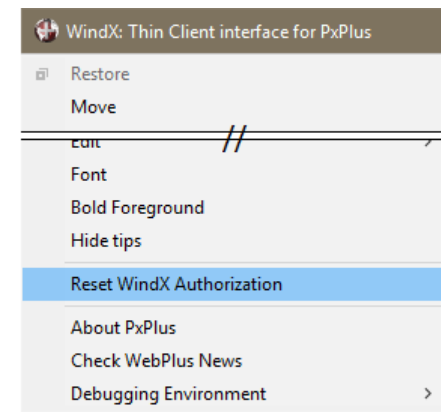 WindX: Thin Client interface for PxPlus
Restore
Move
Edit
Font
Bold Foreground
Hide tips
Reset WindX Authorization
About PxPlus
Check WebPlus News
Debugging Environment